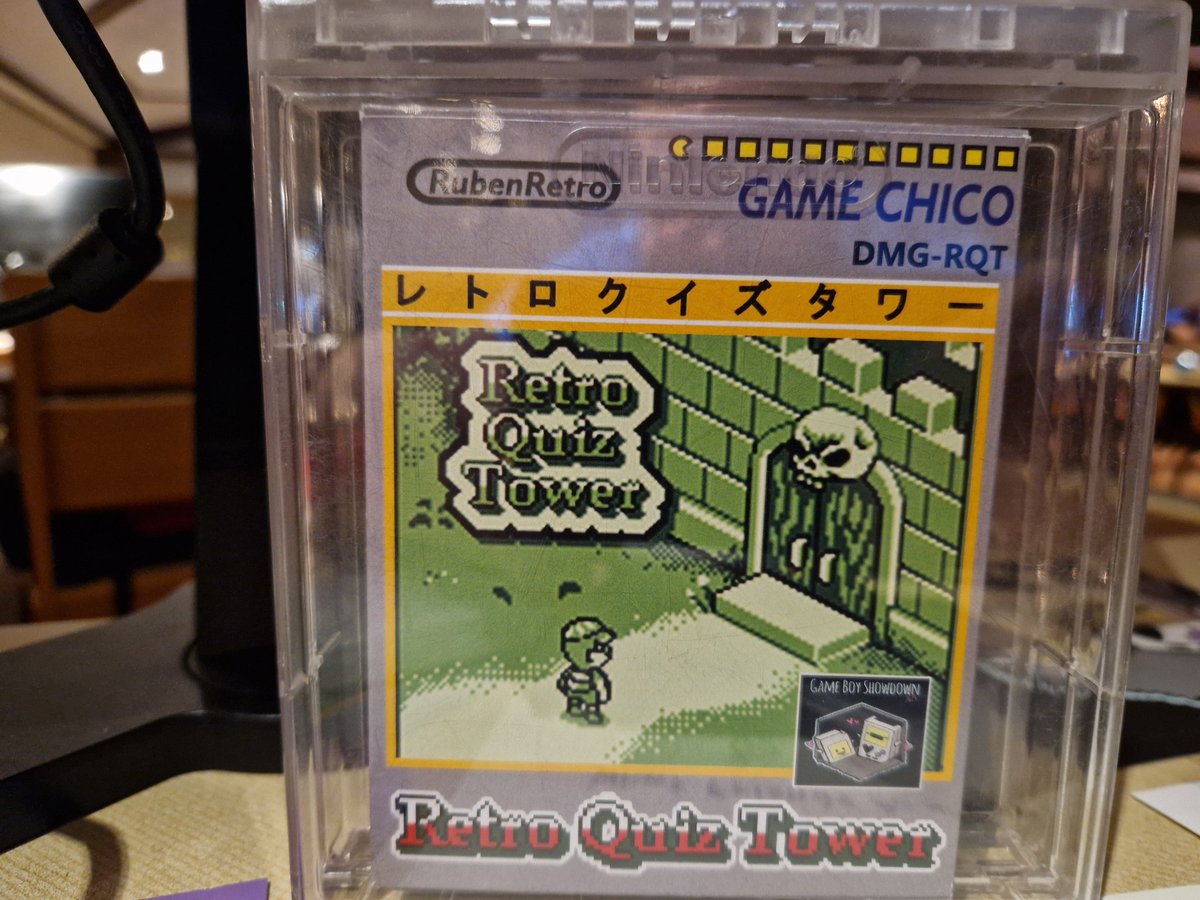 Nintendo
RubenRetro
GAME CHICO
DMG-RQT
レトロクイズタワー
Retro
Quiz
Tower
GAME BOY SHOWDOWN
Retro Quiz Tower